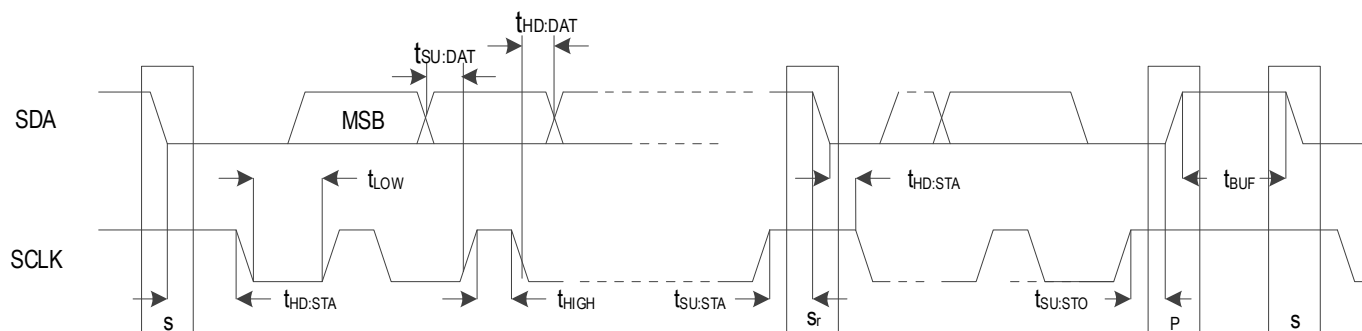 tHD:DAT
tSU:DAT
SDA
MSB
tLOW
tHD:STA
tBUF
SCLK
tHD:STA
tHIGH
tSU:STA
tSU:STO
S
Sr
P
S